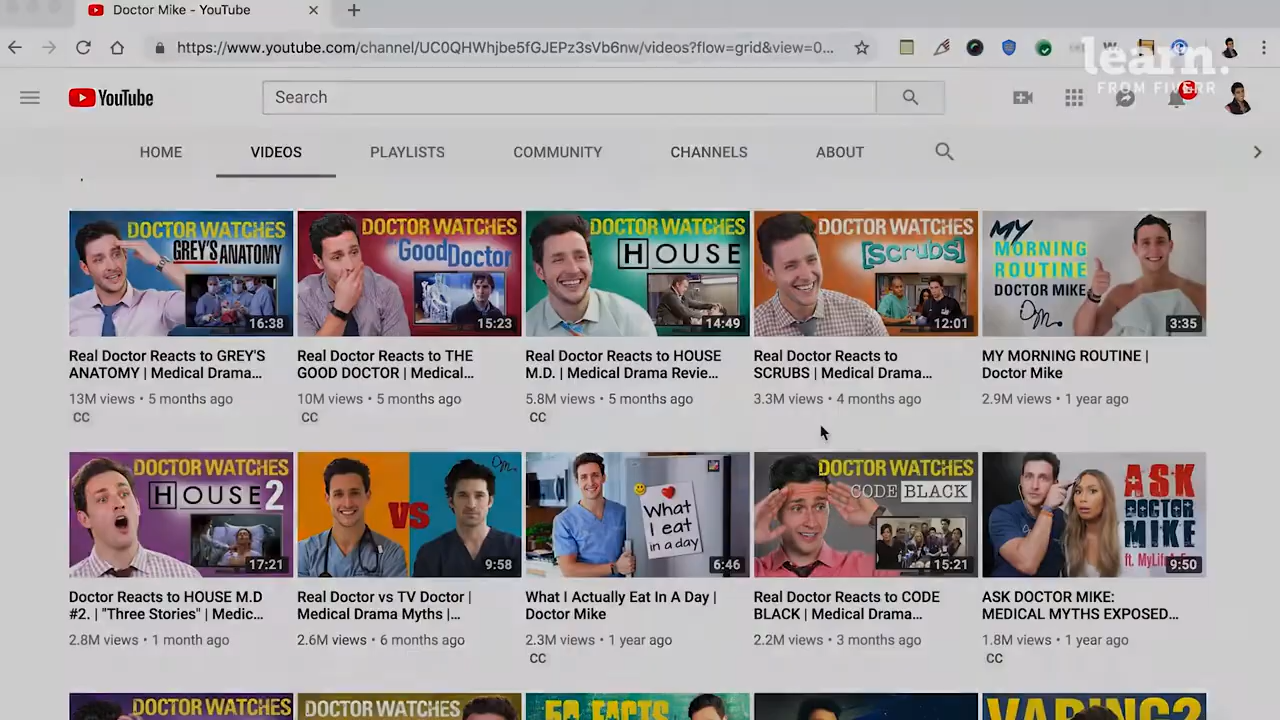 Doctor Mike - YouTube
https://www.youtube.com/channel/UC0QHWhjbe5fGJEPz3sVb6nw/videos?flow=grid&view=0...
learn.
FROM FIVERR
YouTube
Search
HOME
VIDEOS
PLAYLISTS
COMMUNITY
CHANNELS
ABOUT
DOCTOR WATCHES
GREY'S ANATOMY
16:38
DOCTOR WATCHES
Good Doctor
15:23
DOCTOR WATCHES
HOUSE
14:49
DOCTOR WATCHES
[scrubs]
12:01
MY
MORNING
ROUTINE
DOCTOR MIKE
3:35
Real Doctor Reacts to GREY'S
ANATOMY | Medical Drama...
13M views • 5 months ago
CC
Real Doctor Reacts to THE
GOOD DOCTOR | Medical...
10M views • 5 months ago
CC
Real Doctor Reacts to HOUSE
M.D. | Medical Drama Revie...
5.8M views • 5 months ago
CC
Real Doctor Reacts to
SCRUBS | Medical Drama...
3.3M views • 4 months ago
MY MORNING ROUTINE |
Doctor Mike
2.9M views • 1 year ago
DOCTOR WATCHES
HOUSE 2
17:21
VS
9:58
What
I eat
in a day
6:46
DOCTOR WATCHES
CODE BLACK
15:21
ASK
DOCTOR
MIKE
9:50
Doctor Reacts to HOUSE M.D
#2. | "Three Stories" | Medic...
2.8M views • 1 month ago
Real Doctor vs TV Doctor |
Medical Drama Myths |...
2.6M views • 6 months ago
What I Actually Eat In A Day |
Doctor Mike
2.3M views • 1 year ago
CC
Real Doctor Reacts to CODE
BLACK | Medical Drama...
2.2M views • 3 months ago
ASK DOCTOR MIKE:
MEDICAL MYTHS EXPOSED...
1.8M views • 1 year ago
CC
DOCTOR WATCHES
DOCTOR WATCHES
50 FACTS
VAPING?